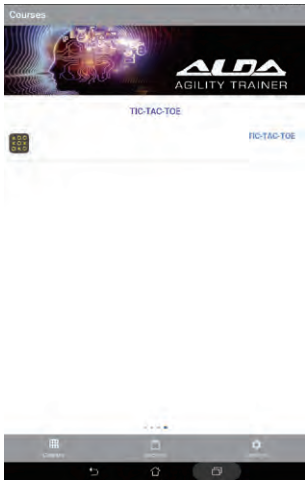 Courses
ALDA
AGILITY TRAINER
TIC-TAC-TOE
TIC-TAC-TOE